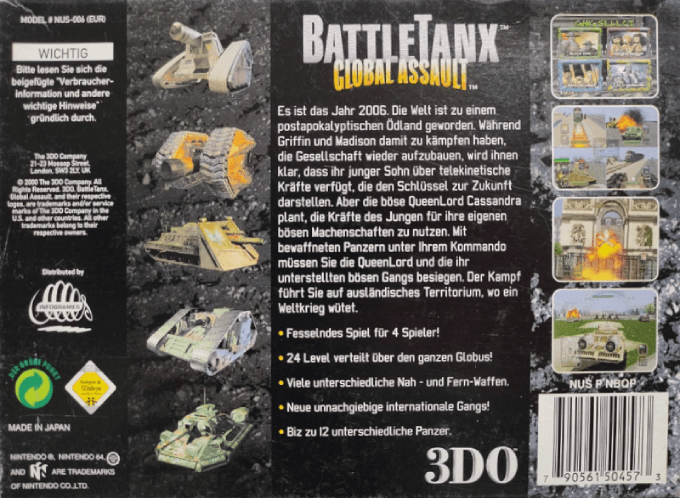 MODEL # NUS-006 (EUR)
WICHTIG
Bitte lesen Sie sich die
beigefügte "Verbraucher-
information und andere
wichtige Hinweise"
gründlich durch.
The 3DO Company
21-23 Mossop Street,
London, SW3 2LY, UK
© 2000 The 3DO Company. All
Rights Reserved. 3DO, BattleTanx,
Global Assault, and their respective
logos, are trademarks and/or service
marks of The 3DO Company in the
U.S. and other countries. All other
trademarks belong to their
respective owners.
Distributed by
INFOGRAMES
DER GRÜNE PUNKT
MADE IN JAPAN
NINTENDO ®, NINTENDO 64,
AND N ARE TRADEMARKS
OF NINTENDO CO.,LTD.
BATTLETANX™
GLOBAL ASSAULT™
Es ist das Jahr 2006. Die Welt ist zu einem
postapokalyptischen Ödland geworden. Während
Griffin und Madison damit zu kämpfen haben,
die Gesellschaft wieder aufzubauen, wird ihnen
klar, dass ihr junger Sohn über telekinetische
Kräfte verfügt, die den Schlüssel zur Zukunft
darstellen. Aber die böse QueenLord Cassandra
plant, die Kräfte des Jungen für ihre eigenen
bösen Machenschaften zu nutzen. Mit
bewaffneten Panzern unter Ihrem Kommando
müssen Sie die QueenLord und die ihr
unterstellten bösen Gangs besiegen. Der Kampf
führt Sie auf ausländisches Territorium, wo ein
Weltkrieg wütet.
• Fesselndes Spiel für 4 Spieler!
• 24 Level verteilt über den ganzen Globus!
• Viele unterschiedliche Nah - und Fern-Waffen.
• Neue unnachgiebige internationale Gangs!
• Biz zu 12 unterschiedliche Panzer.
3DO
TANK SELECT
NUS P NBQP
7 90561 50457 3